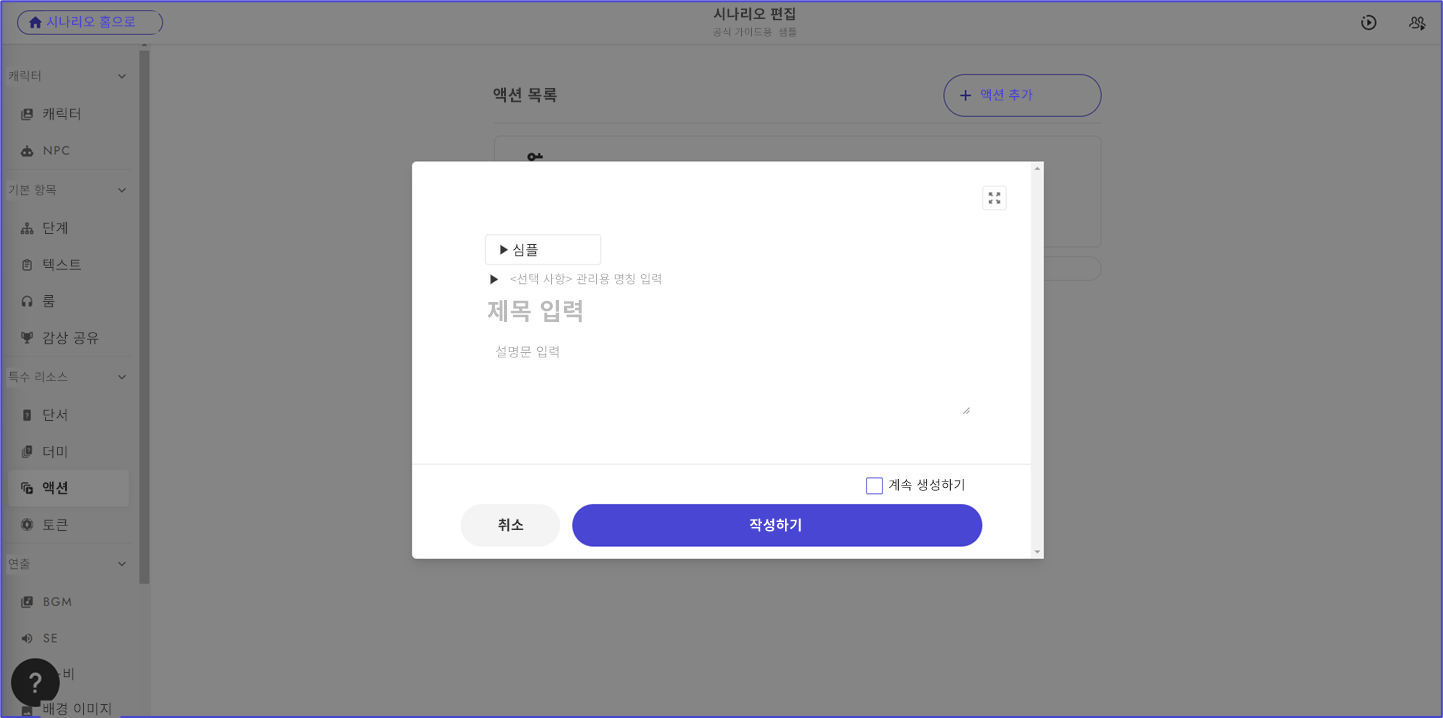 시나리오 홈으로
시나리오 편집
공식 가이드용 샘플
캐릭터
캐릭터
NPC
기본 항목
단계
텍스트
룸
감상 공유
특수 리소스
단서
더미
액션
토큰
연출
BGM
SE
비
배경 이미지
?
액션 목록
+ 액션 추가
▶ 심플
▶ <선택 사항> 관리용 명칭 입력
제목 입력
설명문 입력
계속 생성하기
취소
작성하기